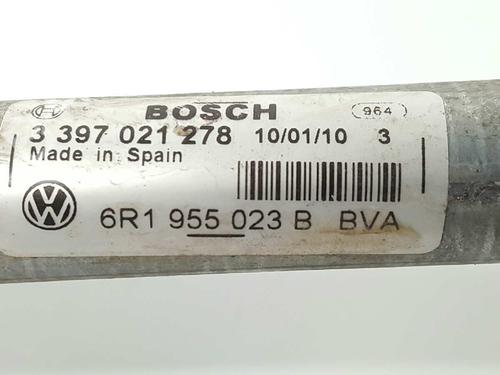 BOSCH 964
3 397 021 278 10/01/10 3
Made in Spain
6R1 955 023 B BVA